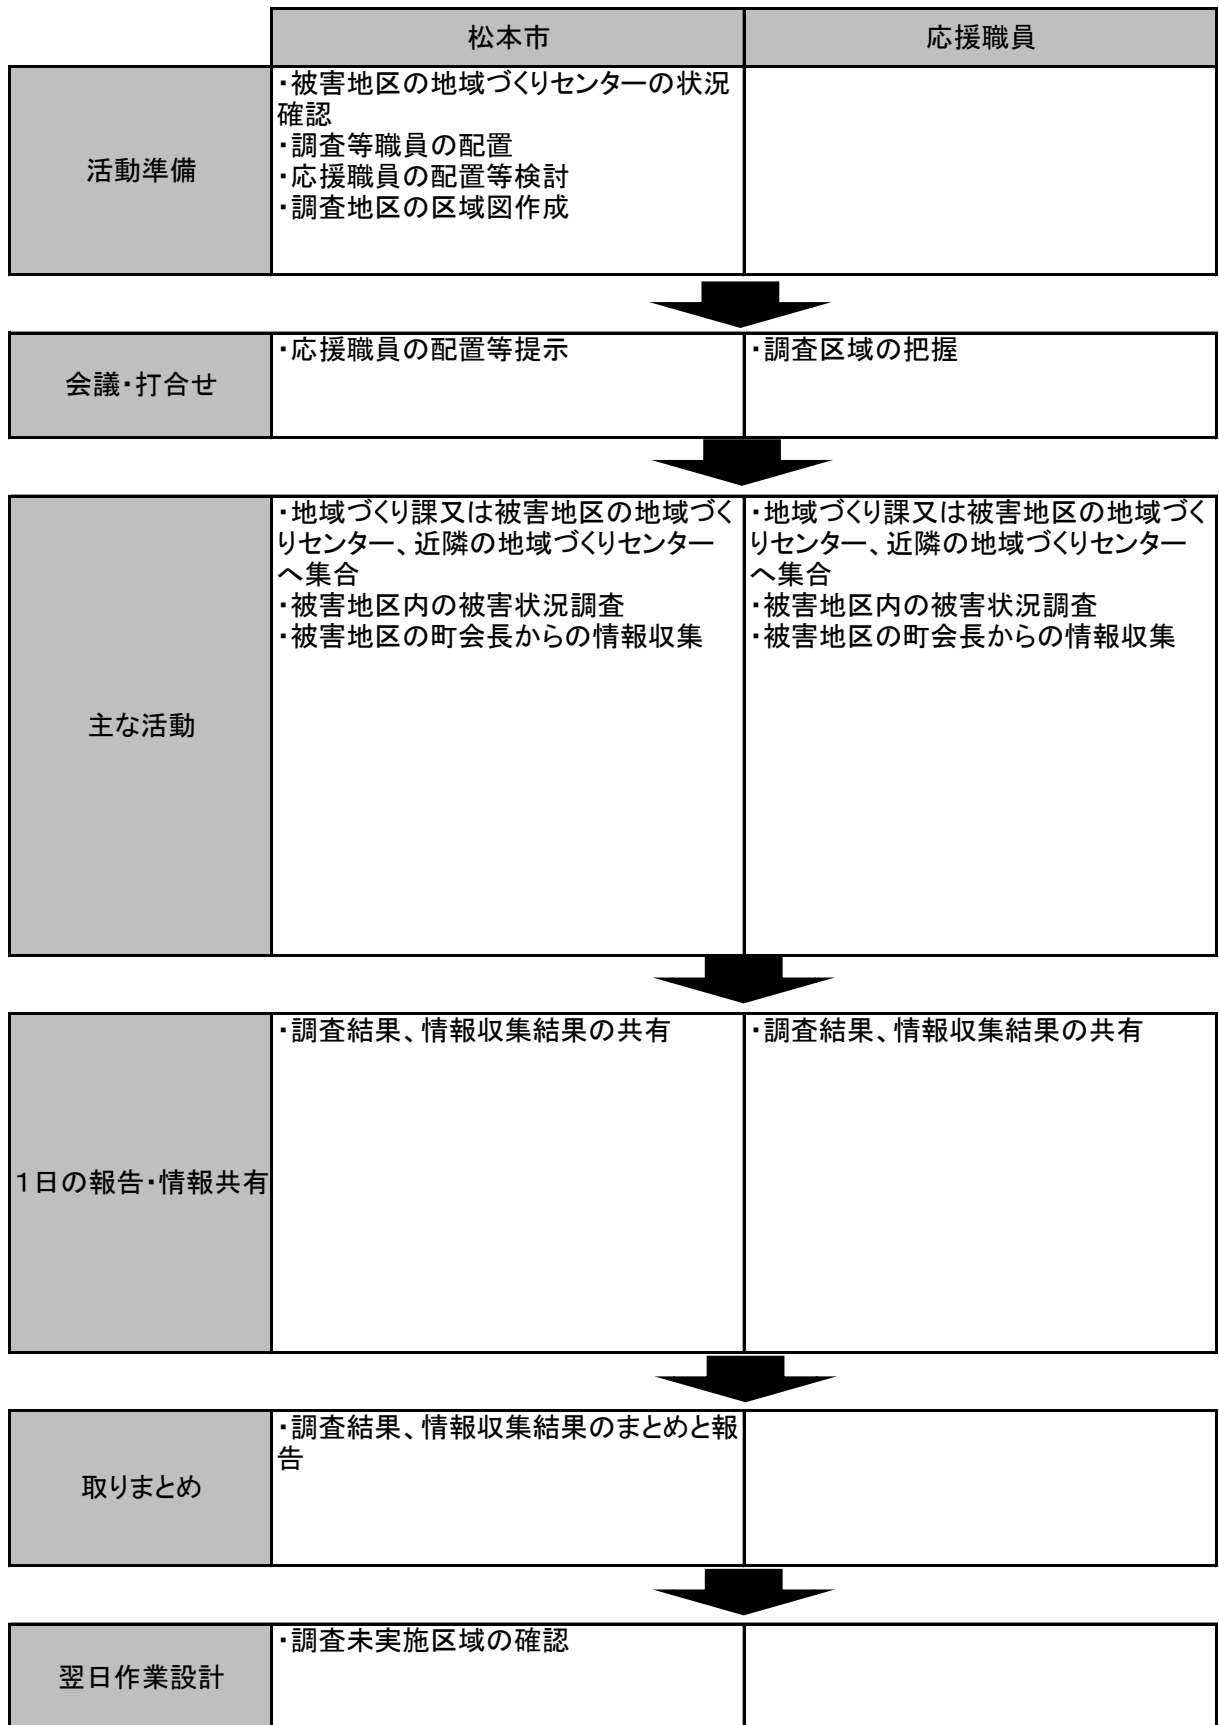 松本市
応援職員
活動準備
・被害地区の地域づくりセンターの状況
確認
・調査等職員の配置
・応援職員の配置等検討
・調査地区の区域図作成
会議・打合せ
・応援職員の配置等提示
・調査区域の把握
主な活動
・地域づくり課又は被害地区の地域づく
りセンター、近隣の地域づくりセンター
へ集合
・被害地区内の被害状況調査
・被害地区の町会長からの情報収集
・地域づくり課又は被害地区の地域づく
りセンター、近隣の地域づくりセンター
へ集合
・被害地区内の被害状況調査
・被害地区の町会長からの情報収集
１日の報告・情報共有
・調査結果、情報収集結果の共有
・調査結果、情報収集結果の共有
取りまとめ
・調査結果、情報収集結果のまとめと報
告
翌日作業設計
・調査未実施区域の確認